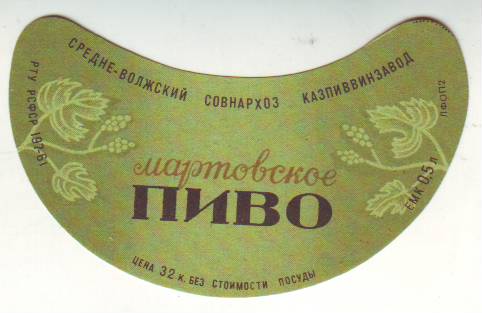 СРЕДНЕ-ВОЛЖСКИЙ СОВНАРХОЗ КАЗПИВВИНЗАВОД
РТУ РСФСР 197-61
ЛФОП2
мартовское
ПИВО
ЕМК 0,5 л
ЦЕНА 32 к. БЕЗ СТОИМОСТИ ПОСУДЫ